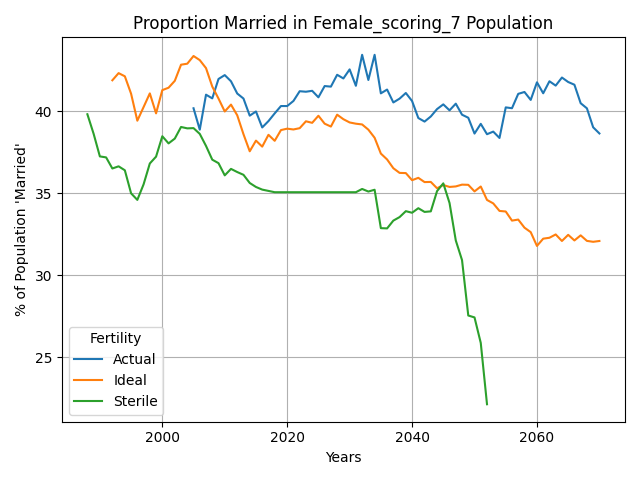 Proportion Married in Female_scoring_7 Population
% of Population 'Married'
40
35
30
25
Fertility
Actual
Ideal
Sterile
2000 2020 2040 2060
Years